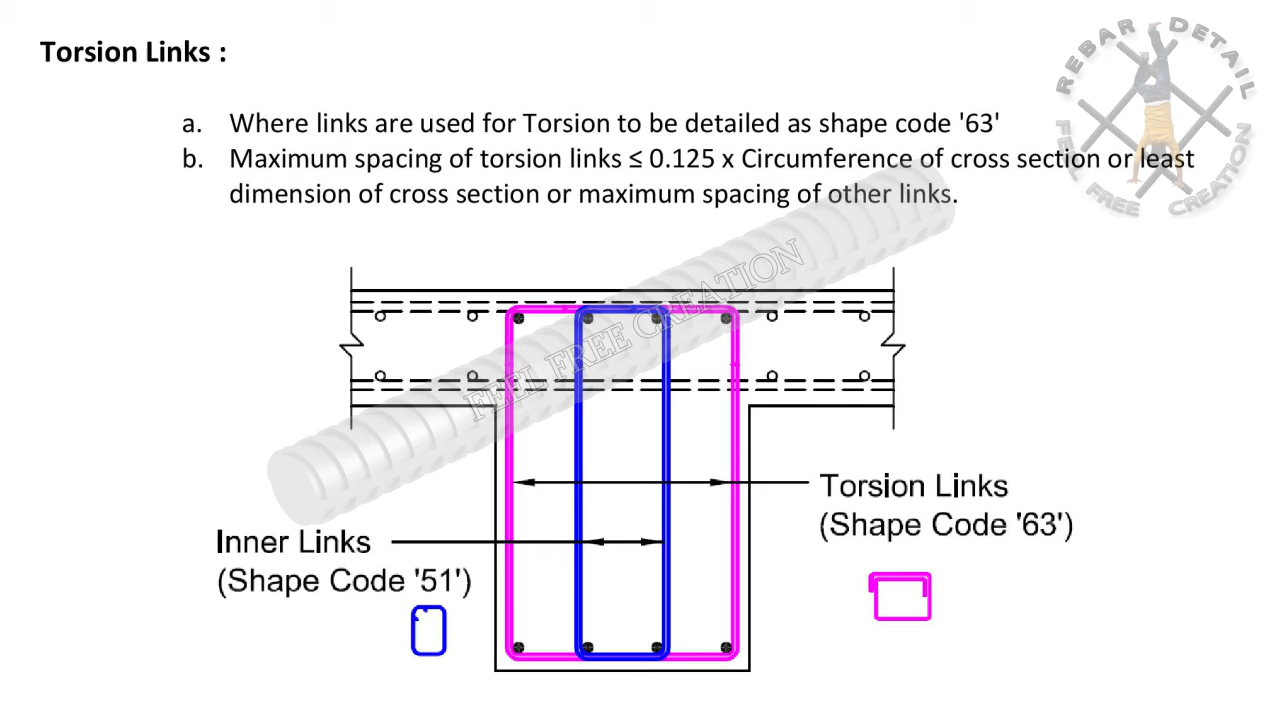 Torsion Links :
REBAR DETAIL
FEEL FREE CREATION
a. Where links are used for Torsion to be detailed as shape code '63'
b. Maximum spacing of torsion links ≤ 0.125 x Circumference of cross section or least
dimension of cross section or maximum spacing of other links.
FEEL FREE CREATION
Torsion Links
(Shape Code '63')
Inner Links
(Shape Code '51')